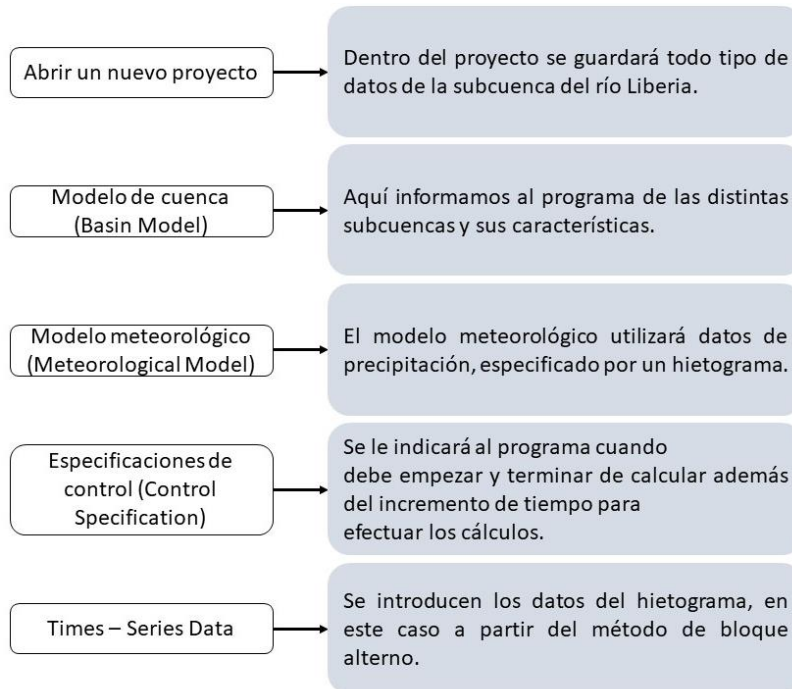 Abrir un nuevo proyecto
Dentro del proyecto se guardará todo tipo de
datos de la subcuenca del río Liberia.
Modelo de cuenca
(Basin Model)
Aquí informamos al programa de las distintas
subcuencas y sus características.
Modelo meteorológico
(Meteorological Model)
El modelo meteorológico utilizará datos de
precipitación, especificado por un hietograma.
Especificaciones de
control (Control
Specification)
Se le indicará al programa cuando
debe empezar y terminar de calcular además
del incremento de tiempo para
efectuar los cálculos.
Times – Series Data
Se introducen los datos del hietograma, en
este caso a partir del método de bloque
alterno.